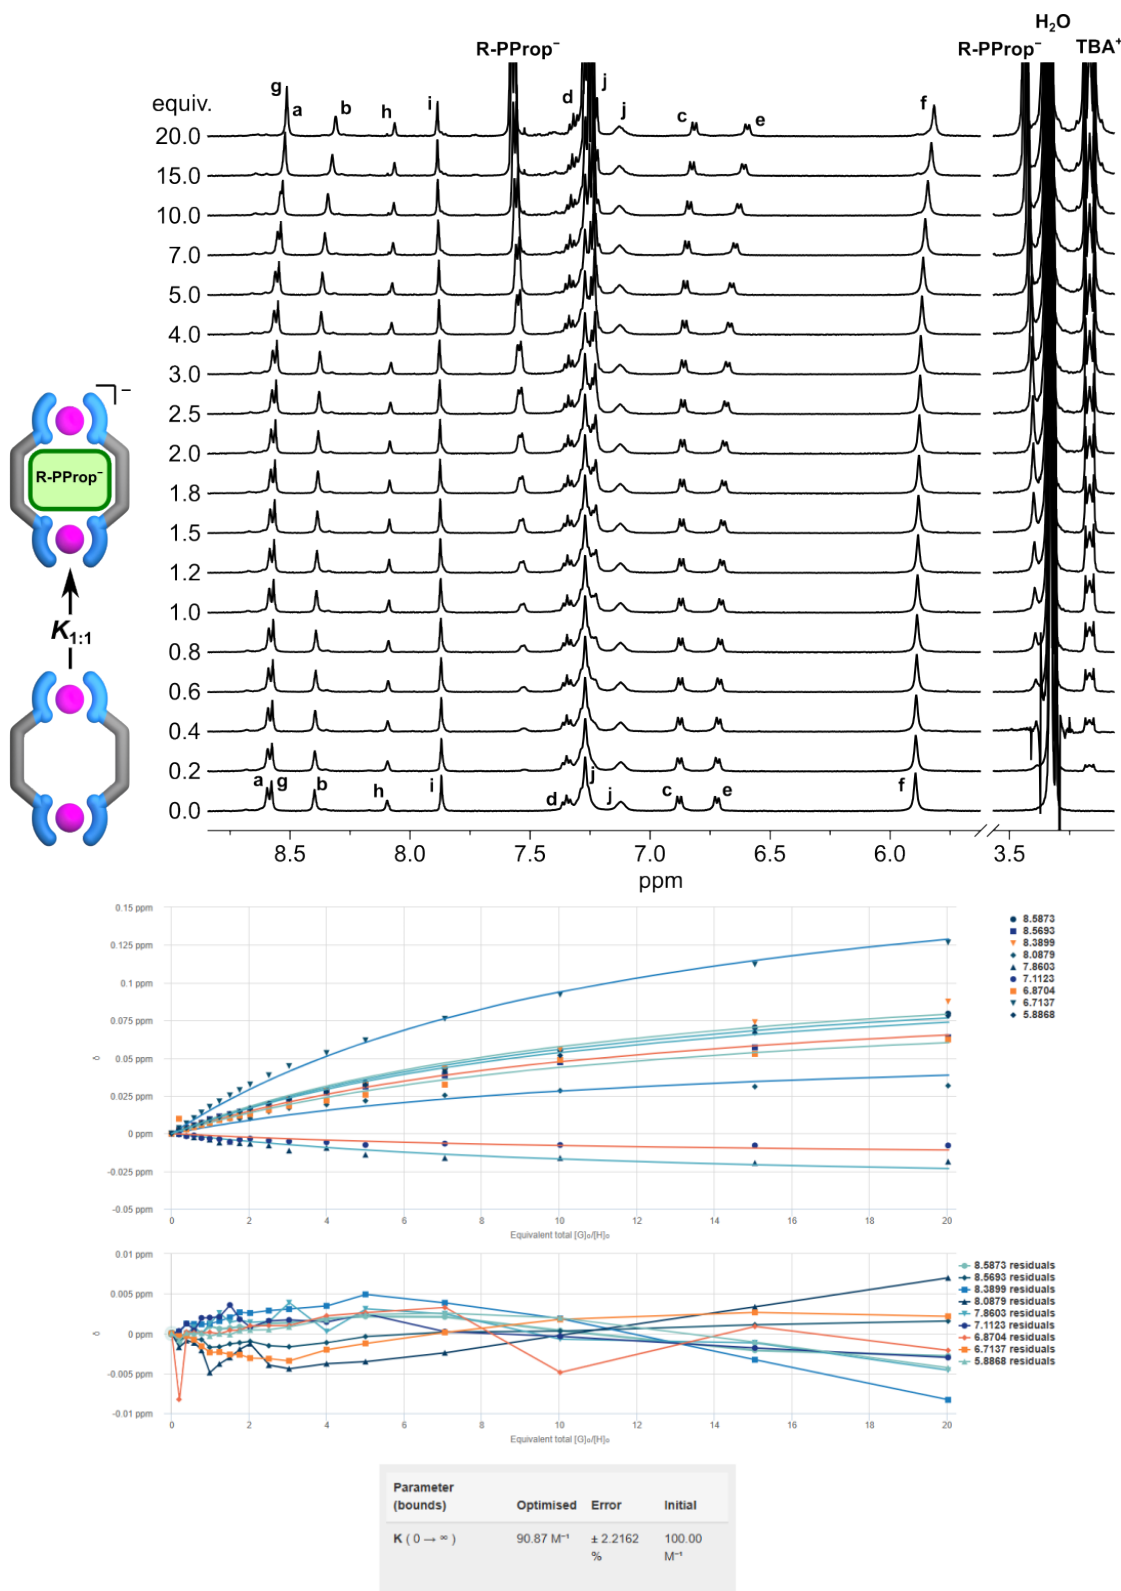 H₂O
R-PProp⁻ R-PProp⁻ TBA⁺
g a b h i d j j c e f
equiv.
20.0
15.0
10.0
7.0
5.0
4.0
3.0
2.5
2.0
1.8
1.5
1.2
1.0
0.8
0.6
0.4
0.2
0.0
a g b h i d j j c e f
8.5 8.0 7.5 7.0 6.5 6.0 3.5
ppm
⁻
R-PProp⁻
K₁:₁
0.15 ppm
0.125 ppm
0.1 ppm
0.075 ppm
0.05 ppm
0.025 ppm
0 ppm
-0.025 ppm
-0.05 ppm
δ
0 2 4 6 8 10 12 14 16 18 20
Equivalent total [G]₀/[H]₀
8.5873
8.5693
8.3899
8.0879
7.8603
7.1123
6.8704
6.7137
5.8868
0.01 ppm
0.005 ppm
0 ppm
-0.005 ppm
-0.01 ppm
δ
0 2 4 6 8 10 12 14 16 18 20
Equivalent total [G]₀/[H]₀
8.5873 residuals
8.5693 residuals
8.3899 residuals
8.0879 residuals
7.8603 residuals
7.1123 residuals
6.8704 residuals
6.7137 residuals
5.8868 residuals
Parameter
(bounds) Optimised Error Initial
K ( 0 → ∞ ) 90.87 M⁻¹ ± 2.2162 100.00
% M⁻¹